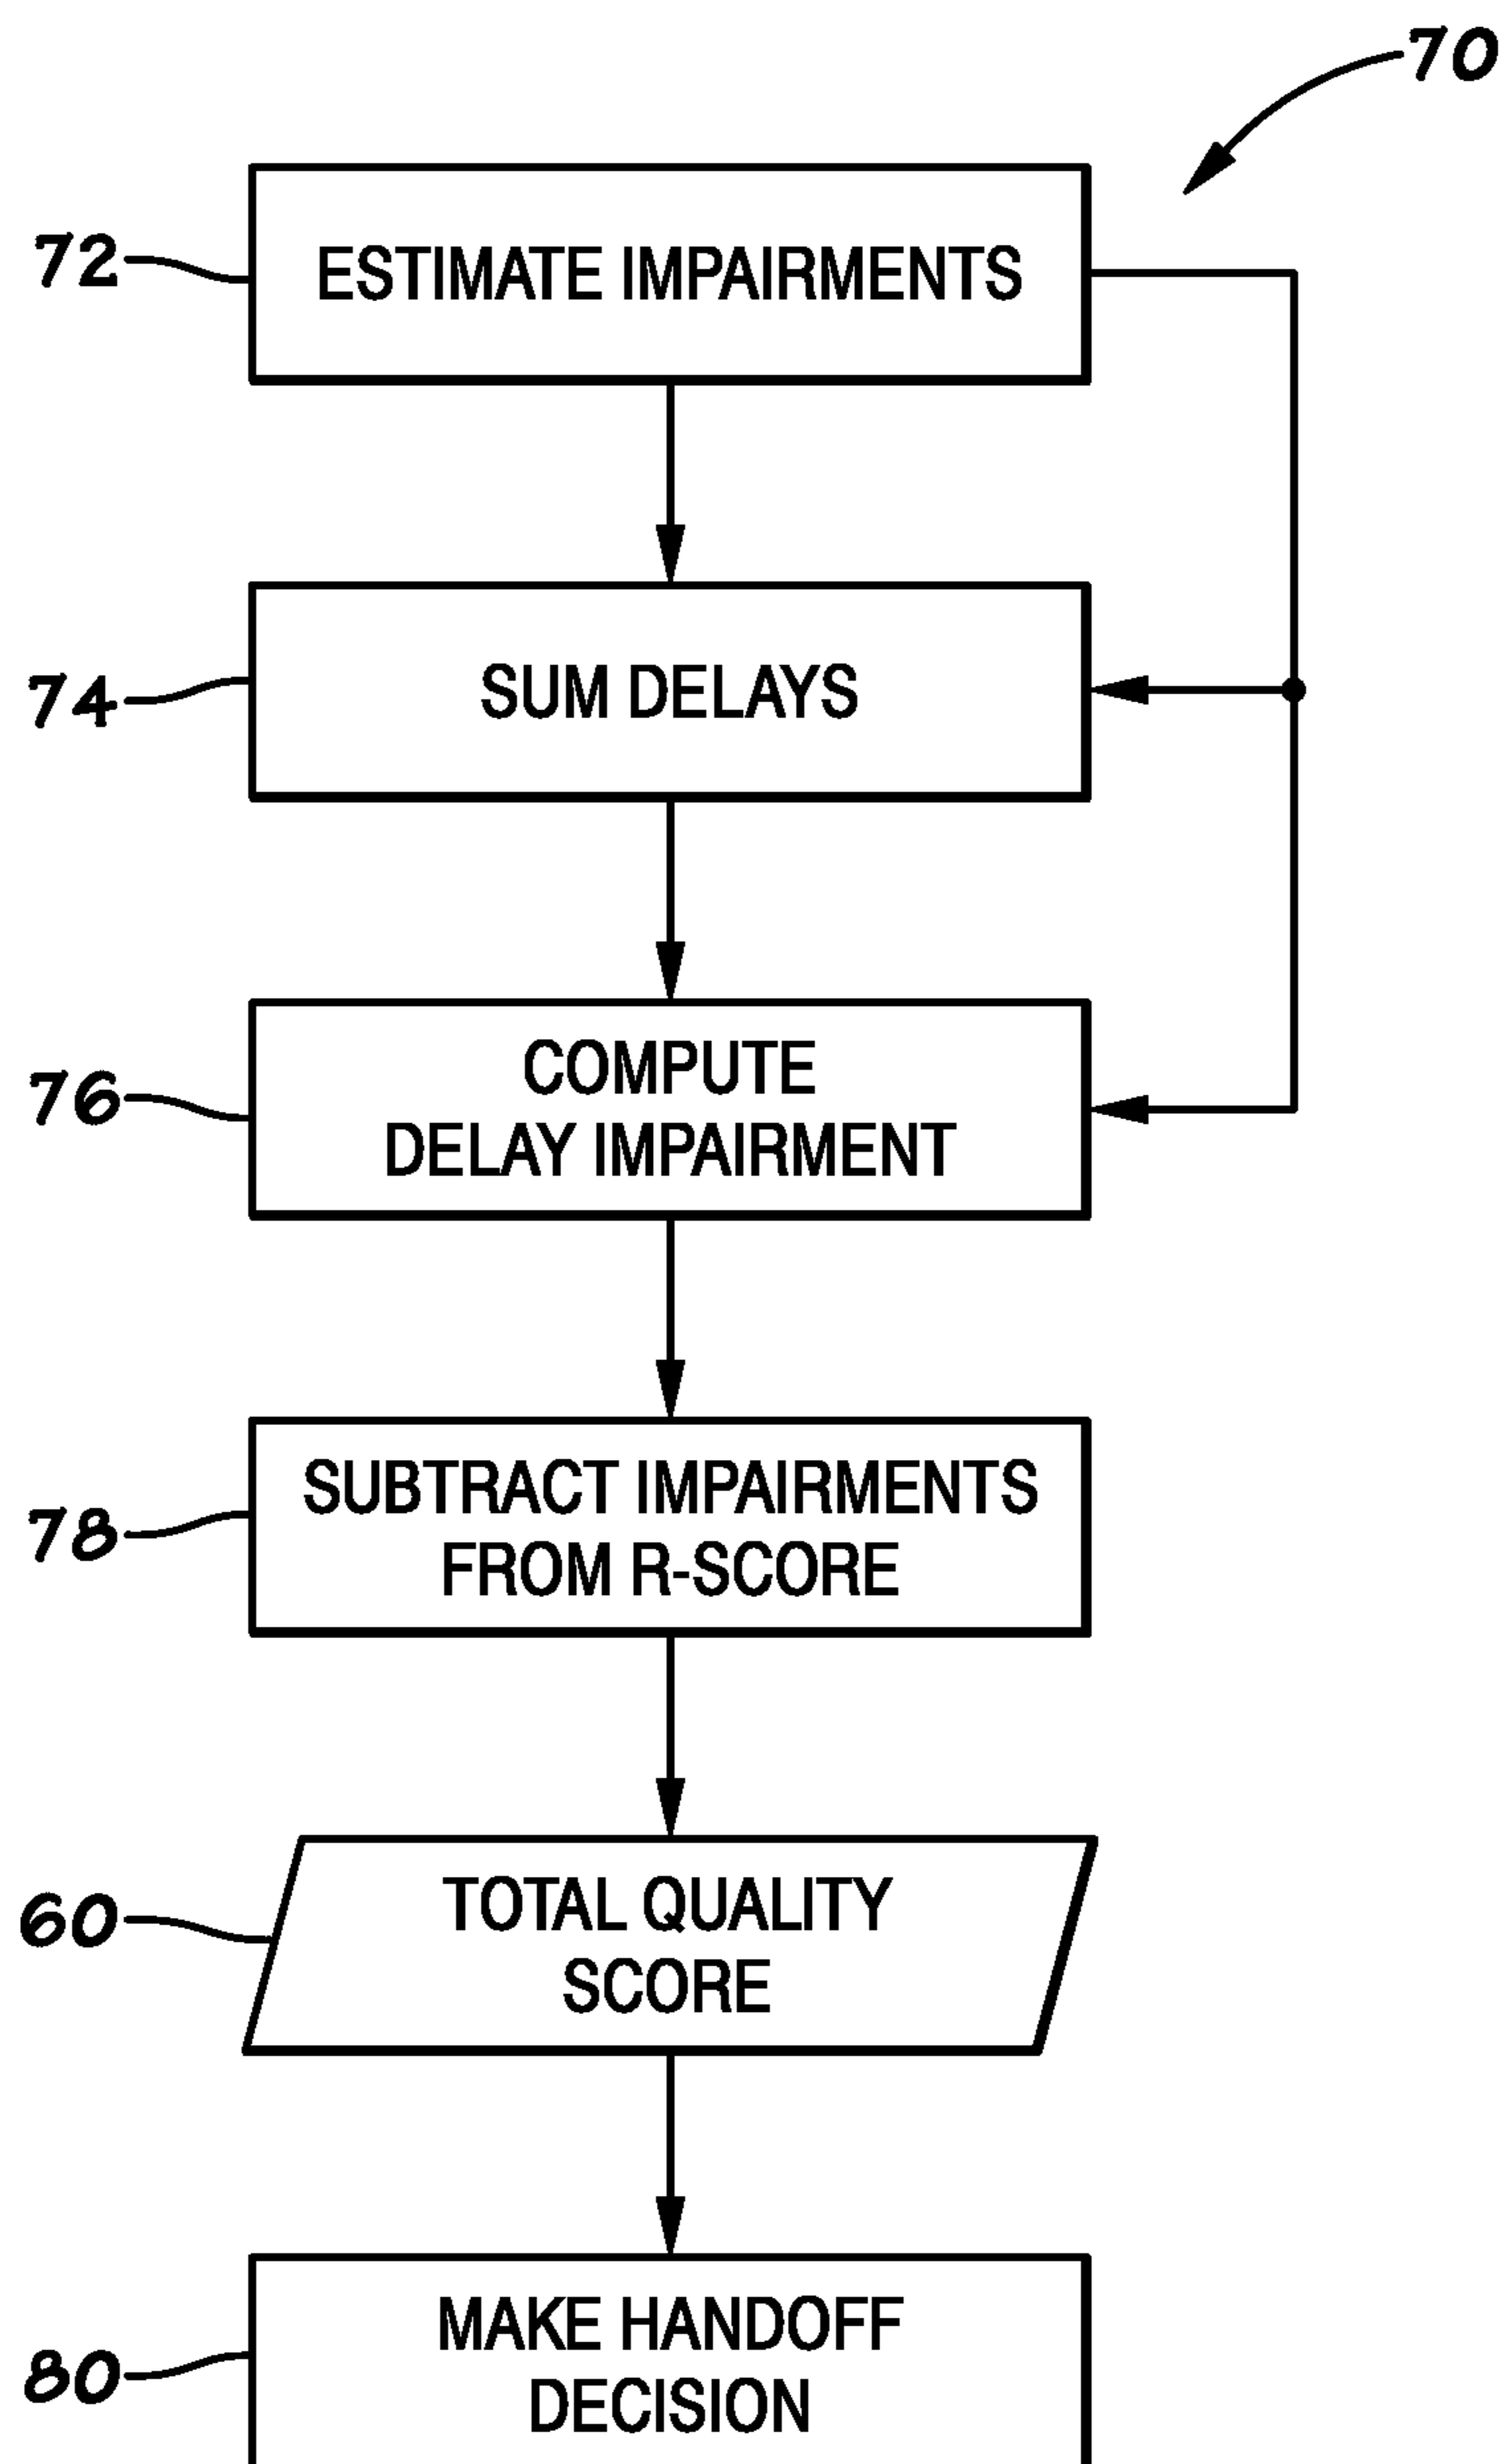 70
72
ESTIMATE IMPAIRMENTS
74
SUM DELAYS
76
COMPUTE
DELAY IMPAIRMENT
78
SUBTRACT IMPAIRMENTS
FROM R-SCORE
60
TOTAL QUALITY
SCORE
80
MAKE HANDOFF
DECISION